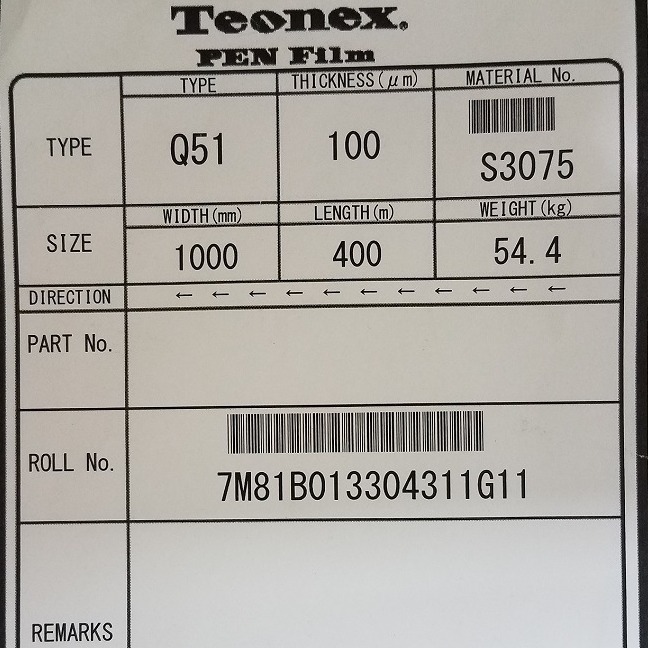 Teonex®
PEN Film
TYPE THICKNESS(μm) MATERIAL No.
TYPE Q51 100 S3075
WIDTH(mm) LENGTH(m) WEIGHT(kg)
SIZE 1000 400 54.4
DIRECTION ← ← ← ← ← ← ← ← ← ← ←
PART No.
ROLL No. 7M81B013304311G11
REMARKS